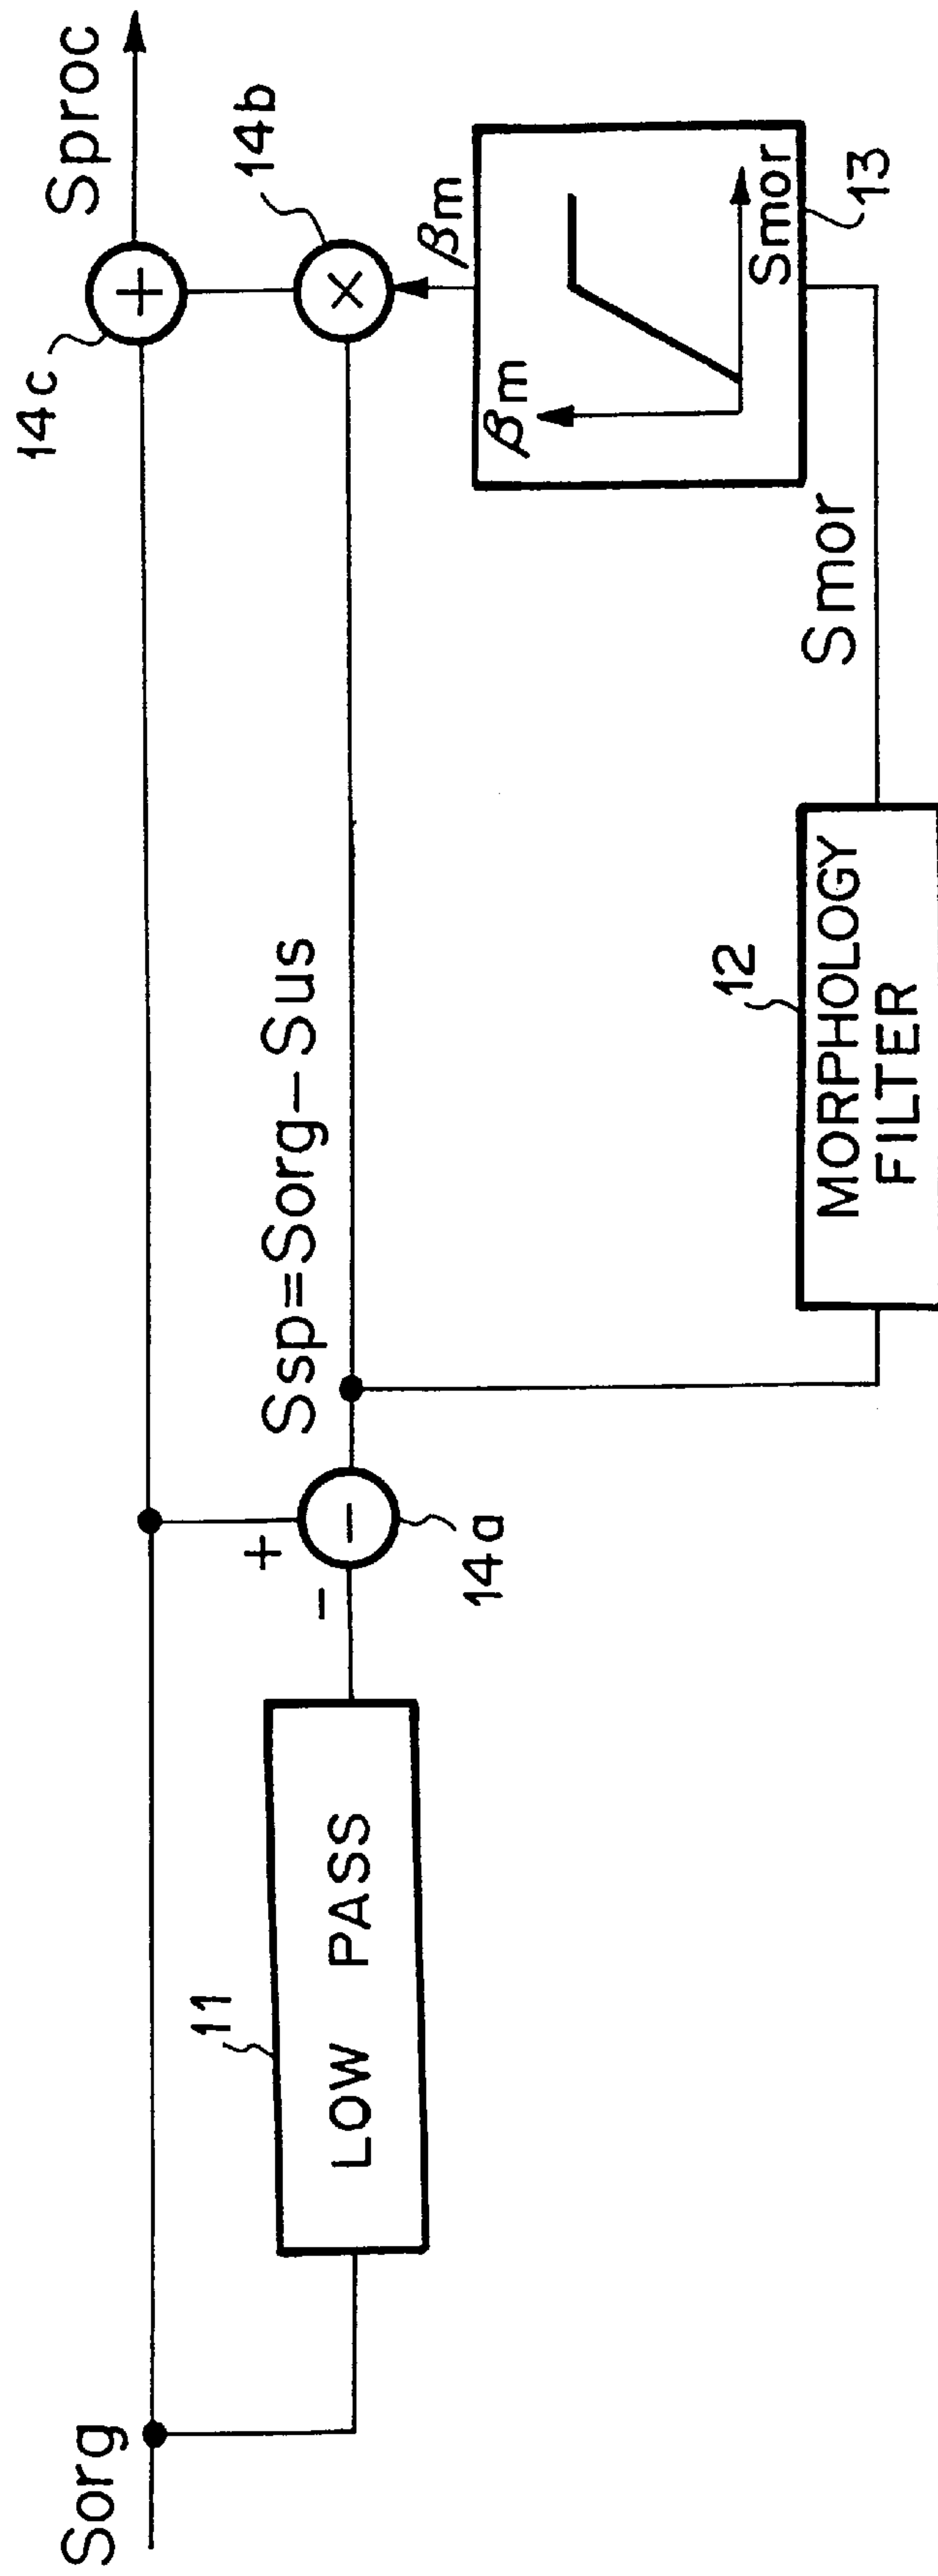 Sorg
11
LOW PASS
+
-
-
14a
Ssp=Sorg-Sus
12
MORPHOLOGY
FILTER
Smor
14c
+
Sproc
14b
×
βm
βm
Smor
13